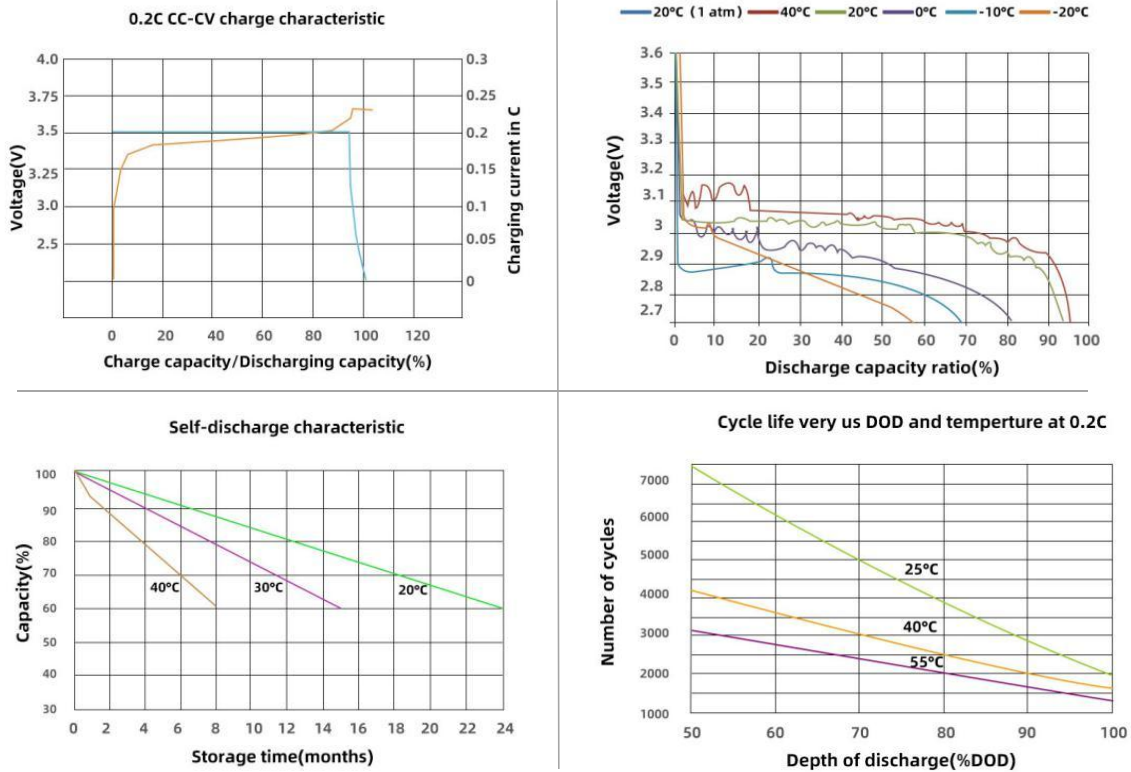 0.2C CC-CV charge characteristic
4.0
3.75
3.5
3.25
3.0
2.5
0.3
0.25
0.2
0.15
0.1
0.05
0
Voltage(V)
Charging current in C
0 20 40 60 80 100 120
Charge capacity/Discharging capacity(%)
20°C (1 atm) 40°C 20°C 0°C -10°C -20°C
3.6
3.5
3.4
3.3
3.2
3.1
3
2.9
2.8
2.7
Voltage(V)
0 10 20 30 40 50 60 70 80 90 100
Discharge capacity ratio(%)
Self-discharge characteristic
100
90
80
70
60
50
40
30
Capacity(%)
40°C 30°C 20°C
0 2 4 6 8 10 12 14 16 18 20 22 24
Storage time(months)
Cycle life very us DOD and temperture at 0.2C
7000
6000
5000
4000
3000
2000
1000
Number of cycles
25°C
40°C
55°C
50 60 70 80 90 100
Depth of discharge(%DOD)